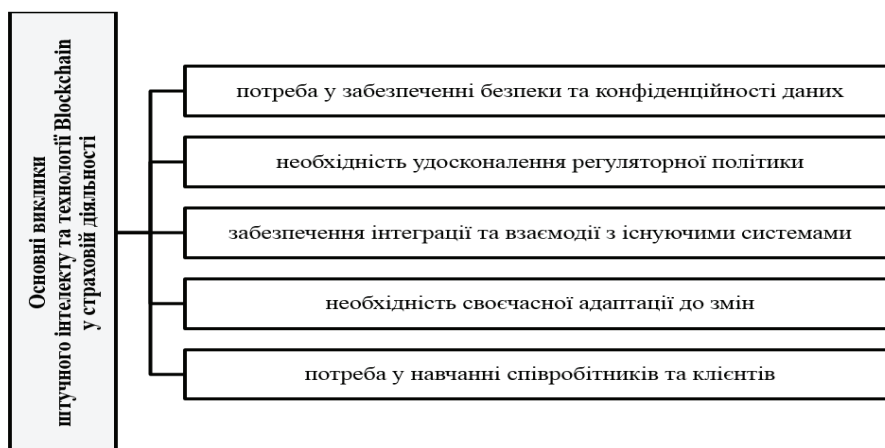 Основні виклики
штучного інтелекту та технології Blockchain
у страховій діяльності
потреба у забезпеченні безпеки та конфіденційності даних
необхідність удосконалення регуляторної політики
забезпечення інтеграції та взаємодії з існуючими системами
необхідність своєчасної адаптації до змін
потреба у навчанні співробітників та клієнтів